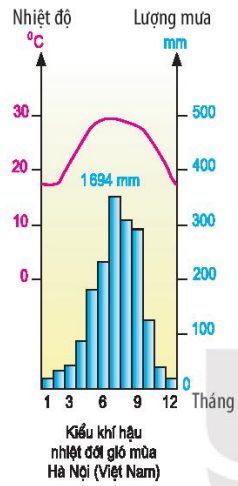 Nhiệt độ Lượng mưa
⁰C mm
30 500
20 400
1694 mm
10 300
0 200
100
0
1 3 6 9 12 Tháng
Kiểu khí hậu
nhiệt đới gió mùa
Hà Nội (Việt Nam)